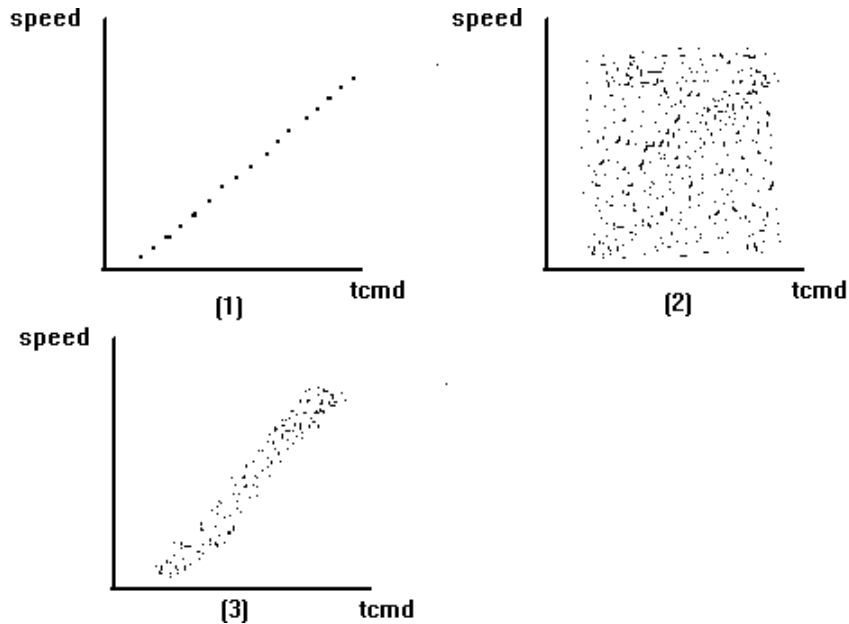 speed
speed
tcmd
tcmd
(1)
(2)
speed
(3)
tcmd